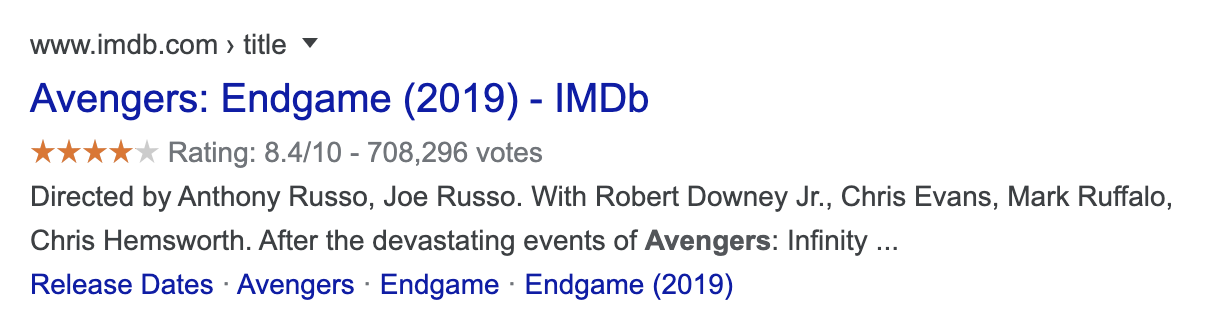 www.imdb.com › title
Avengers: Endgame (2019) - IMDb
Rating: 8.4/10 - 708,296 votes
Directed by Anthony Russo, Joe Russo. With Robert Downey Jr., Chris Evans, Mark Ruffalo,
Chris Hemsworth. After the devastating events of Avengers: Infinity ...
Release Dates · Avengers · Endgame · Endgame (2019)